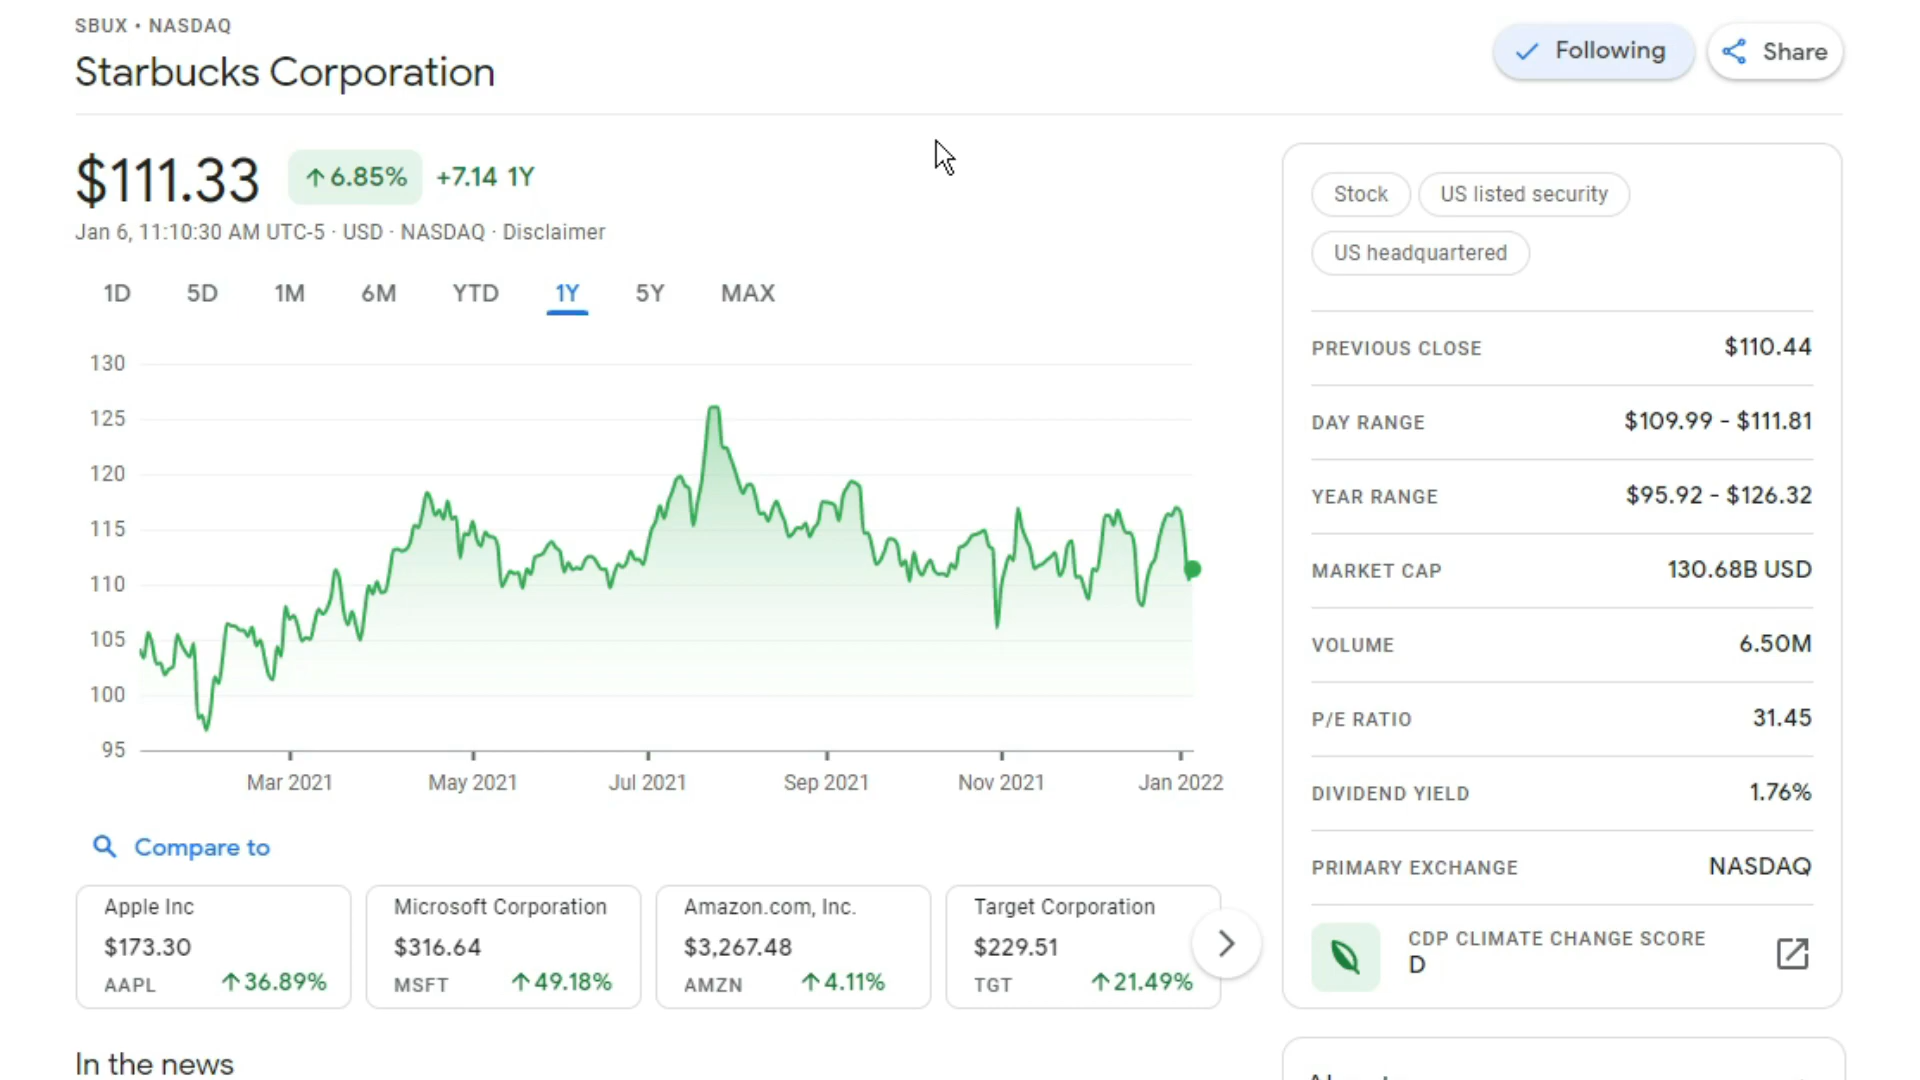 SBUX • NASDAQ
Starbucks Corporation
Following
Share
$111.33
↑6.85%
+7.14 1Y
Jan 6, 11:10:30 AM UTC-5 · USD · NASDAQ · Disclaimer
1D 5D 1M 6M YTD 1Y 5Y MAX
130
125
120
115
110
105
100
95
Mar 2021 May 2021 Jul 2021 Sep 2021 Nov 2021 Jan 2022
Compare to
Apple Inc
$173.30
AAPL ↑36.89%
Microsoft Corporation
$316.64
MSFT ↑49.18%
Amazon.com, Inc.
$3,267.48
AMZN ↑4.11%
Target Corporation
$229.51
TGT ↑21.49%
In the news
Stock
US listed security
US headquartered
PREVIOUS CLOSE $110.44
DAY RANGE $109.99 - $111.81
YEAR RANGE $95.92 - $126.32
MARKET CAP 130.68B USD
VOLUME 6.50M
P/E RATIO 31.45
DIVIDEND YIELD 1.76%
PRIMARY EXCHANGE NASDAQ
CDP CLIMATE CHANGE SCORE
D